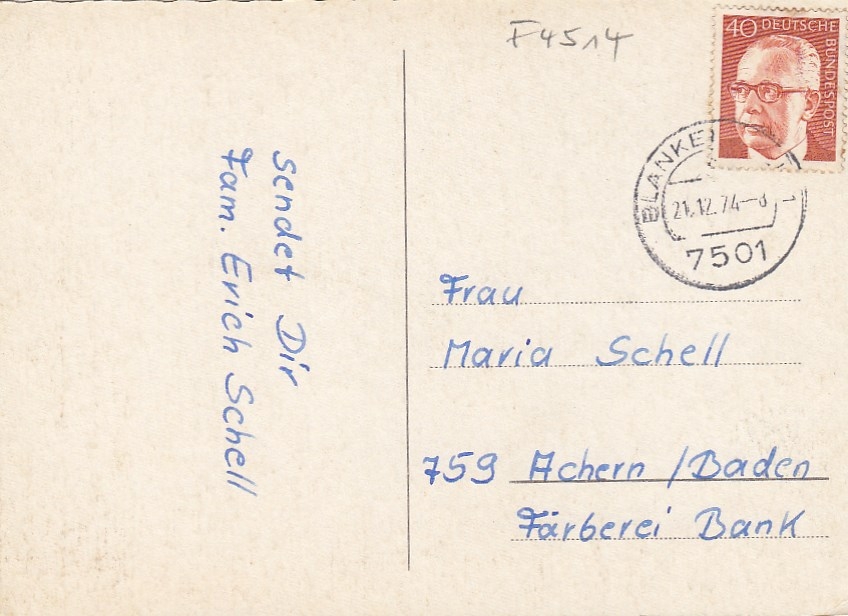 F4514
40 DEUTSCHE
BUNDESPOST
21.12.74
7501
sendet Dir
Fam. Erich Schell
Frau
Maria Schell
759 Achern / Baden
Färberei Bank